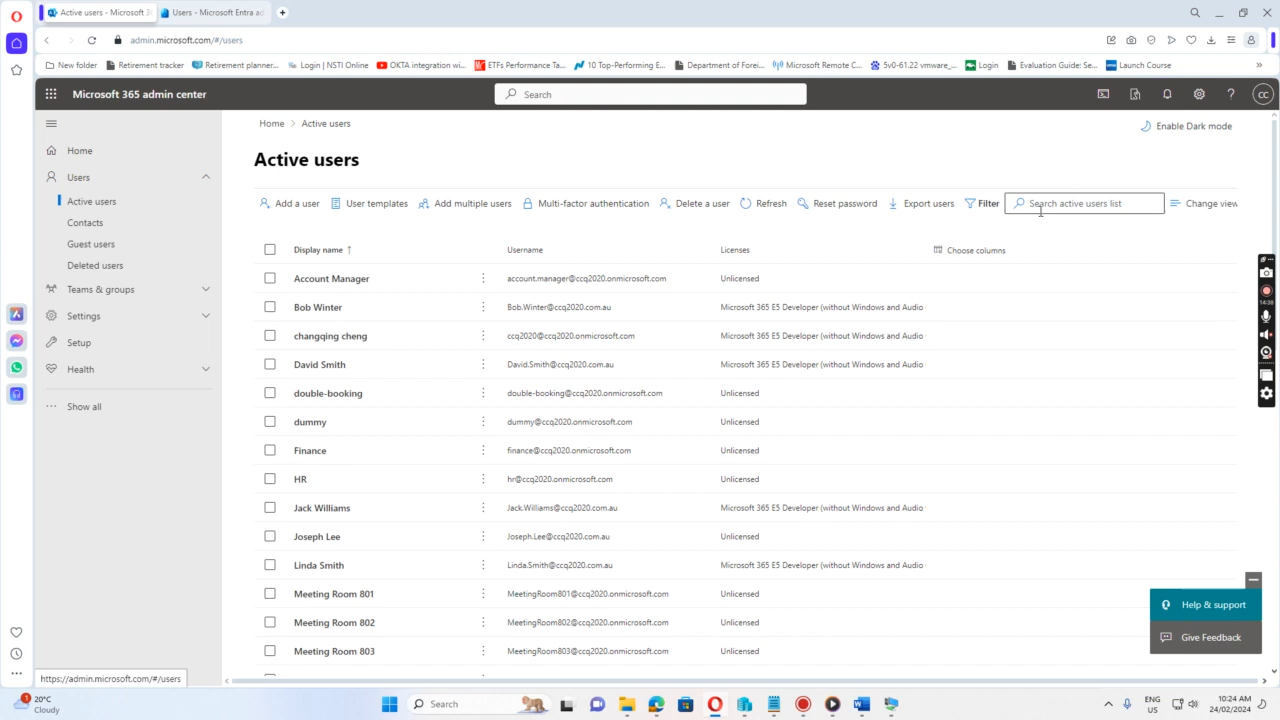 Active users - Microsoft 36
Users - Microsoft Entra ad
admin.microsoft.com/#/users
New folder
Retirement tracker
Retirement planner...
Login | NSTI Online
OKTA integration wi...
ETFs Performance Ta...
10 Top-Performing E...
Department of Forei...
Microsoft Remote C...
5v0-61.22 vmware_...
Login
Evaluation Guide: Se...
Launch Course
Microsoft 365 admin center
Search
CC
Home
Users
Active users
Contacts
Guest users
Deleted users
Teams & groups
Settings
Setup
Health
Show all
Home > Active users
Enable Dark mode
Active users
Add a user
User templates
Add multiple users
Multi-factor authentication
Delete a user
Refresh
Reset password
Export users
Filter
Search active users list
Change view
Display name ↑ Username Licenses Choose columns
Account Manager account.manager@ccq2020.onmicrosoft.com Unlicensed
Bob Winter Bob.Winter@ccq2020.com.au Microsoft 365 E5 Developer (without Windows and Audio
changqing cheng ccq2020@ccq2020.onmicrosoft.com Microsoft 365 E5 Developer (without Windows and Audio
David Smith David.Smith@ccq2020.com.au Microsoft 365 E5 Developer (without Windows and Audio
double-booking double-booking@ccq2020.onmicrosoft.com Unlicensed
dummy dummy@ccq2020.onmicrosoft.com Unlicensed
Finance finance@ccq2020.onmicrosoft.com Unlicensed
HR hr@ccq2020.onmicrosoft.com Unlicensed
Jack Williams Jack.Williams@ccq2020.com.au Microsoft 365 E5 Developer (without Windows and Audio
Joseph Lee Joseph.Lee@ccq2020.com.au Unlicensed
Linda Smith Linda.Smith@ccq2020.com.au Microsoft 365 E5 Developer (without Windows and Audio
Meeting Room 801 MeetingRoom801@ccq2020.onmicrosoft.com Unlicensed
Meeting Room 802 MeetingRoom802@ccq2020.onmicrosoft.com Unlicensed
Meeting Room 803 MeetingRoom803@ccq2020.onmicrosoft.com Unlicensed
14:38
Help & support
Give Feedback
https://admin.microsoft.com/#/users
1
20°C
Cloudy
Search
ENG
US
10:24 AM
24/02/2024